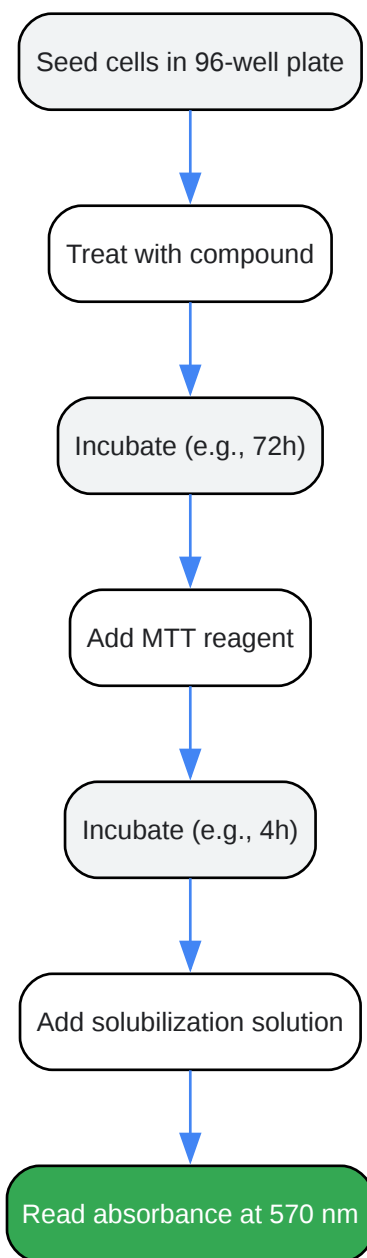 Seed cells in 96-well plate
Treat with compound
Incubate (e.g., 72h)
Add MTT reagent
Incubate (e.g., 4h)
Add solubilization solution
Read absorbance at 570 nm